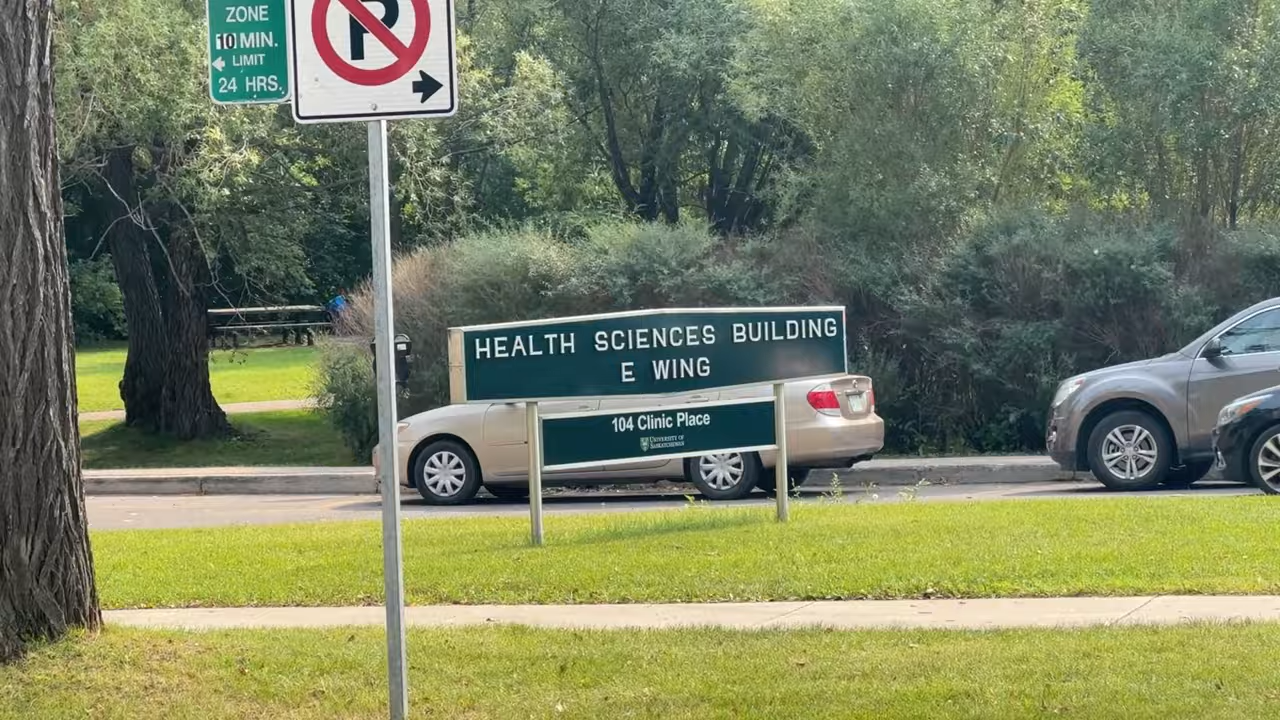 ZONE
10 MIN.
LIMIT
24 HRS.
P
HEALTH SCIENCES BUILDING
E WING
104 Clinic Place
UNIVERSITY OF
SASKATCHEWAN